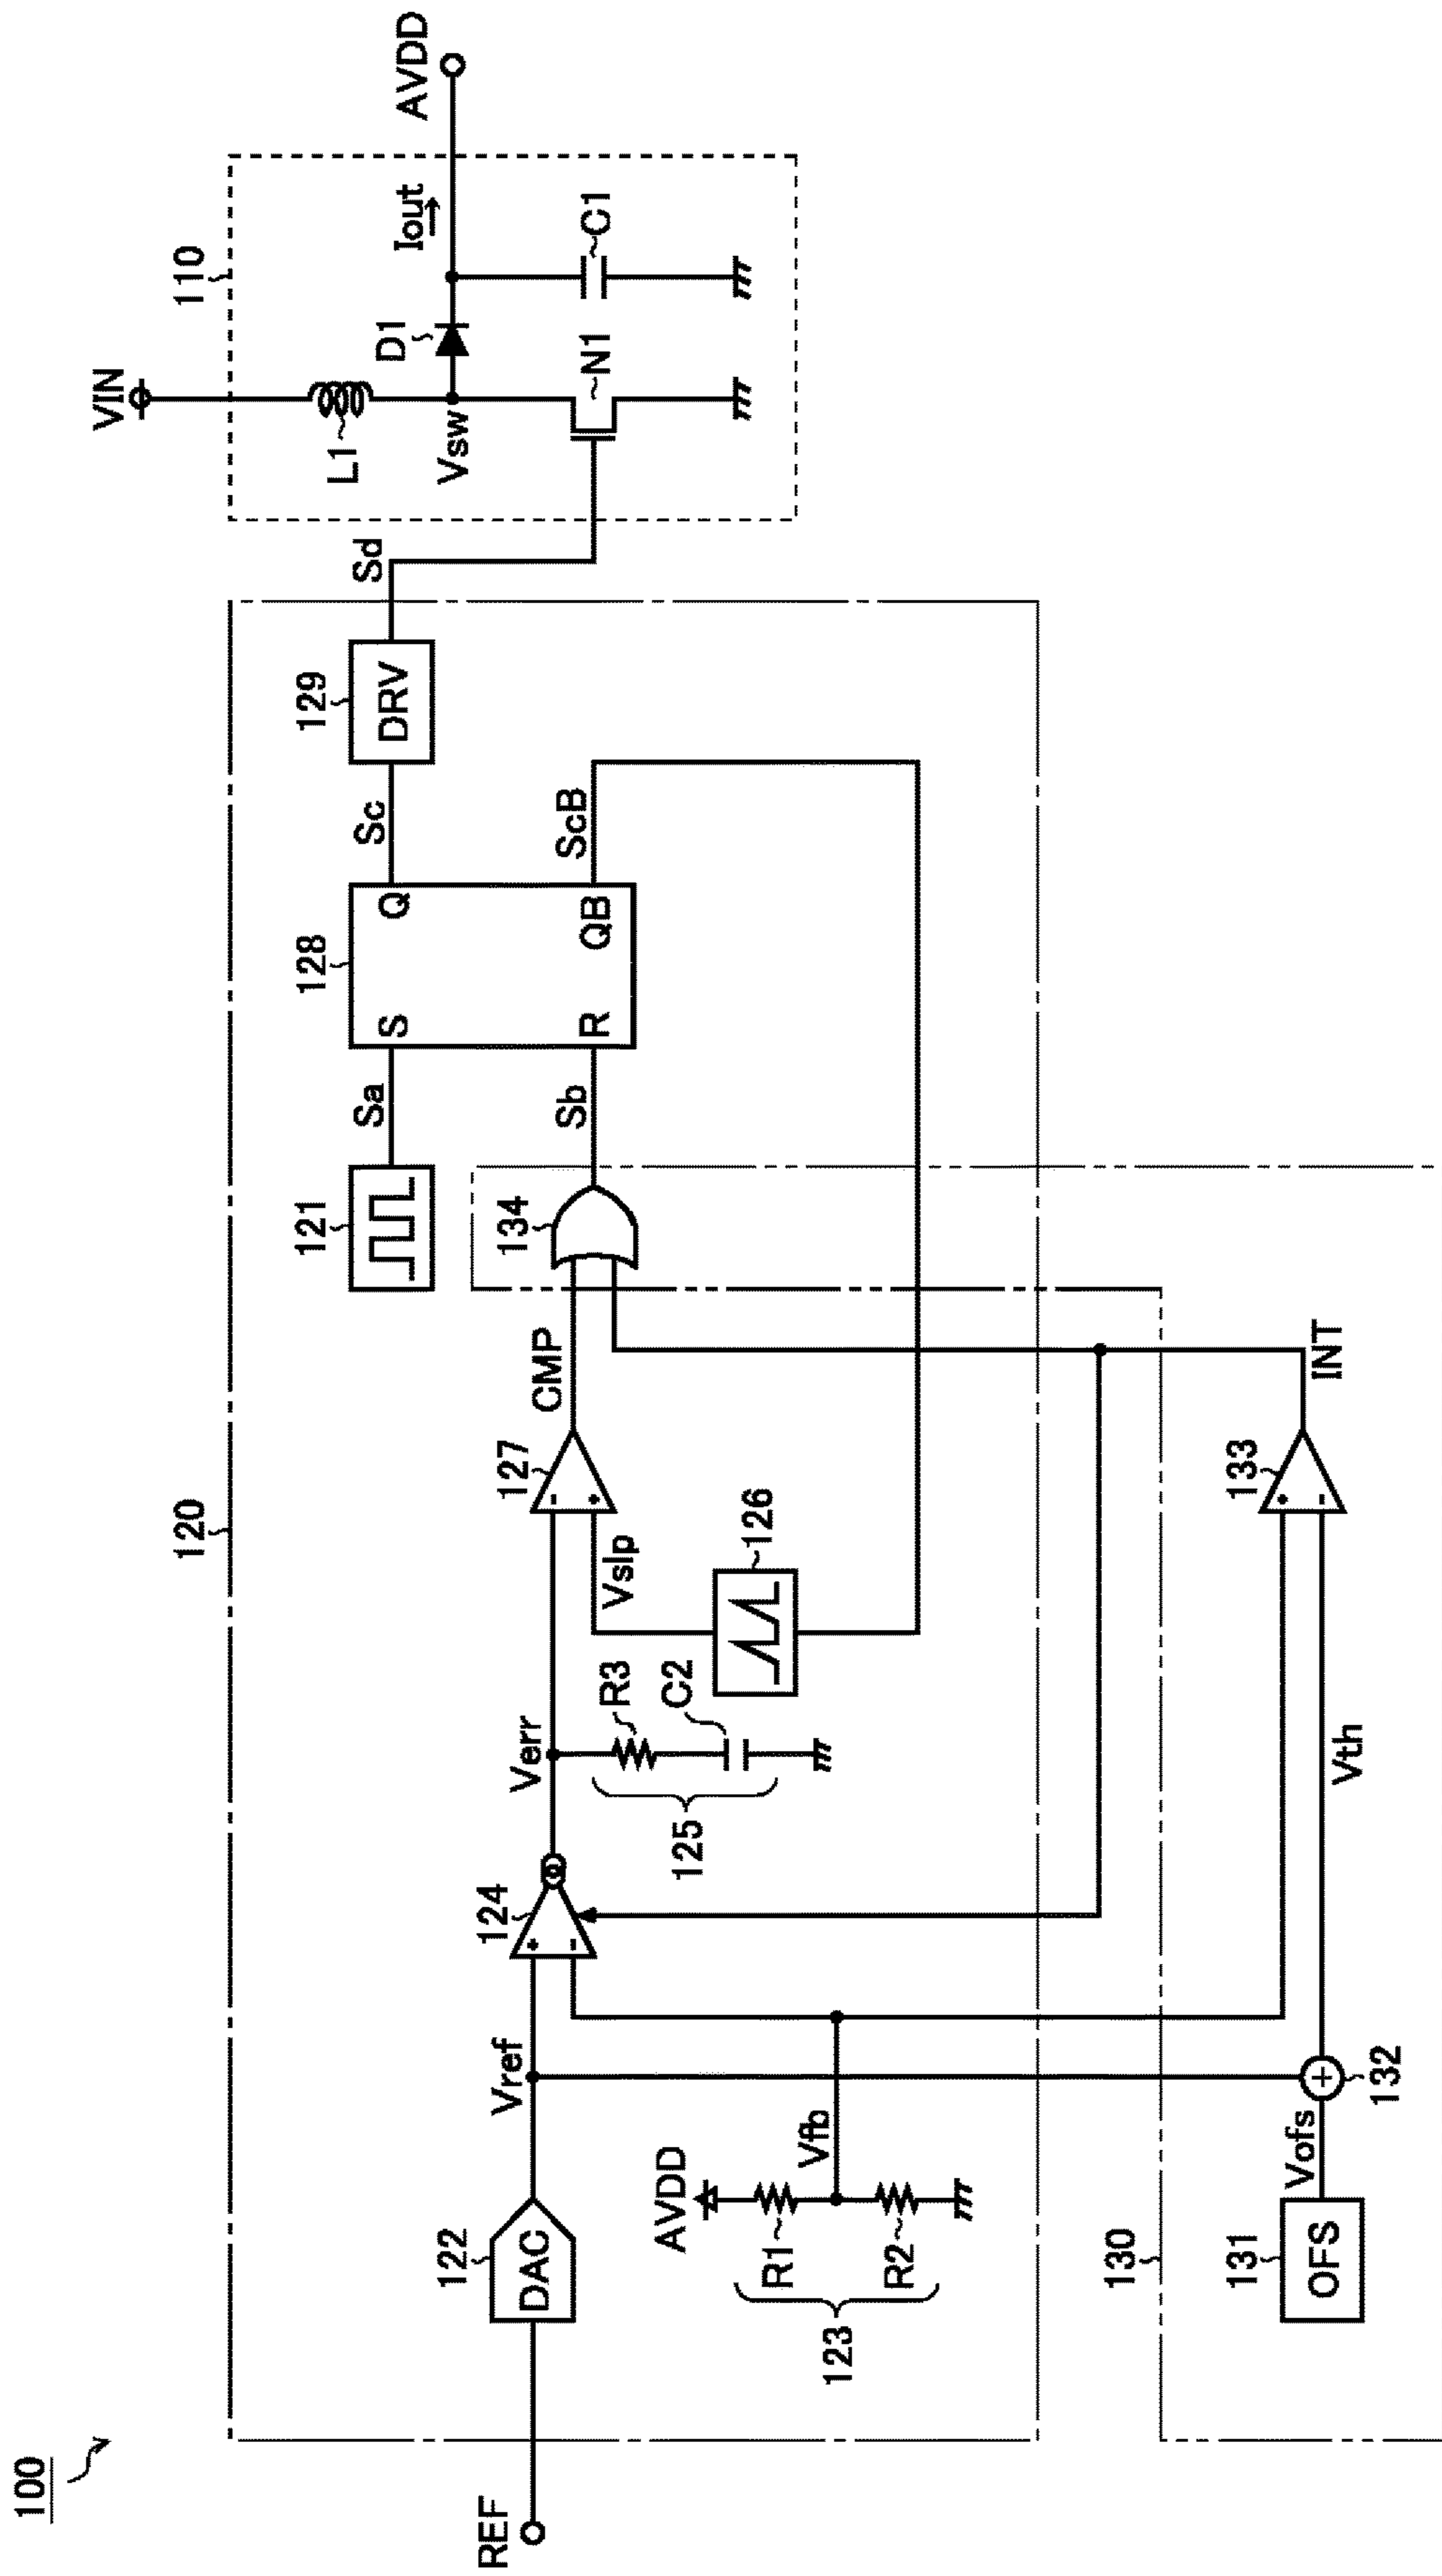 100
VIN
110
L1
D1
Iout
AVDD
Vsw
N1
C1
120
121
Sa
128
S
Q
R
QB
Sc
129
DRV
Sd
ScB
REF
122
DAC
Vref
124
+
-
Verr
127
-
+
CMP
134
Sb
AVDD
R1
R2
123
Vfb
125
R3
C2
Vslp
126
130
131
OFS
Vofs
+
132
Vth
133
+
-
INT